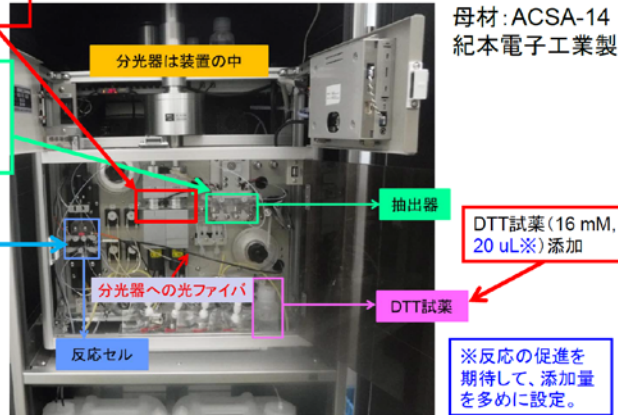 母材：ACSA-14
紀本電子工業製
分光器は装置の中
抽出器
DTT試薬（16 mM,
20 uL※）添加
分光器への光ファイバ
DTT試薬
反応セル
※反応の促進を
期待して、添加量
を多めに設定。